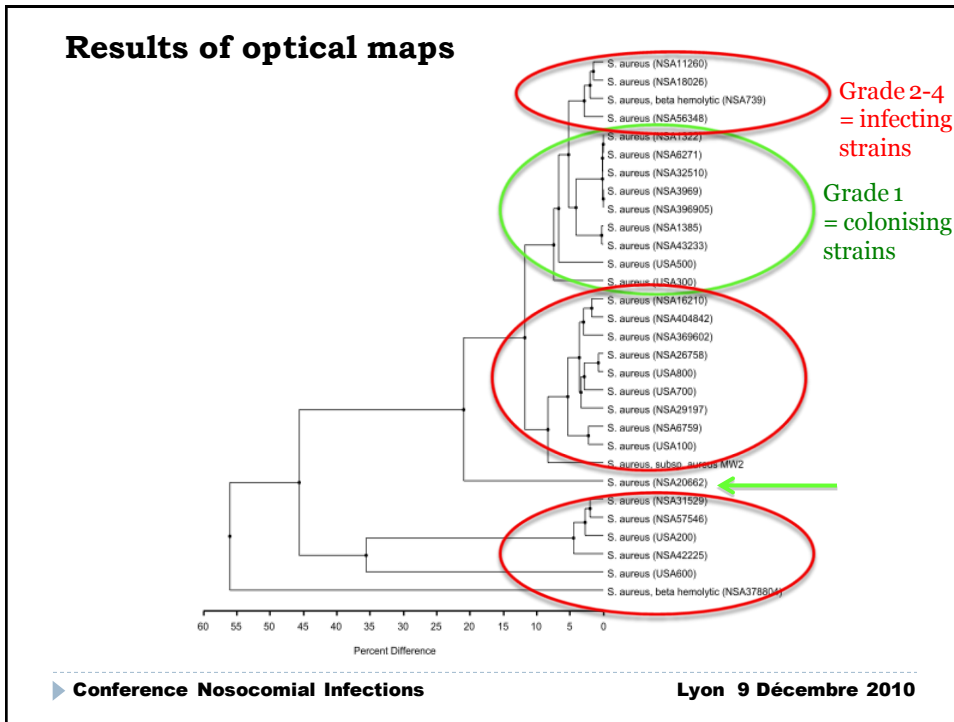 Results of optical maps
S. aureus (NSA11260)
S. aureus (NSA18026)
S. aureus, beta hemolytic (NSA739)
S. aureus (NSA56348)
S. aureus (NSA1322)
S. aureus (NSA6271)
S. aureus (NSA32510)
S. aureus (NSA3969)
S. aureus (NSA396905)
S. aureus (NSA1385)
S. aureus (NSA43233)
S. aureus (USA500)
S. aureus (USA300)
S. aureus (NSA16210)
S. aureus (NSA404842)
S. aureus (NSA369602)
S. aureus (NSA26758)
S. aureus (USA800)
S. aureus (USA700)
S. aureus (NSA29197)
S. aureus (NSA6759)
S. aureus (USA100)
S. aureus, subsp. aureus MW2
S. aureus (NSA20662)
S. aureus (NSA31529)
S. aureus (NSA57546)
S. aureus (USA200)
S. aureus (NSA42225)
S. aureus (USA600)
S. aureus, beta hemolytic (NSA378804)
Grade 2-4
= infecting
strains
Grade 1
= colonising
strains
60 55 50 45 40 35 30 25 20 15 10 5 0
Percent Difference
Conference Nosocomial Infections
Lyon 9 Décembre 2010